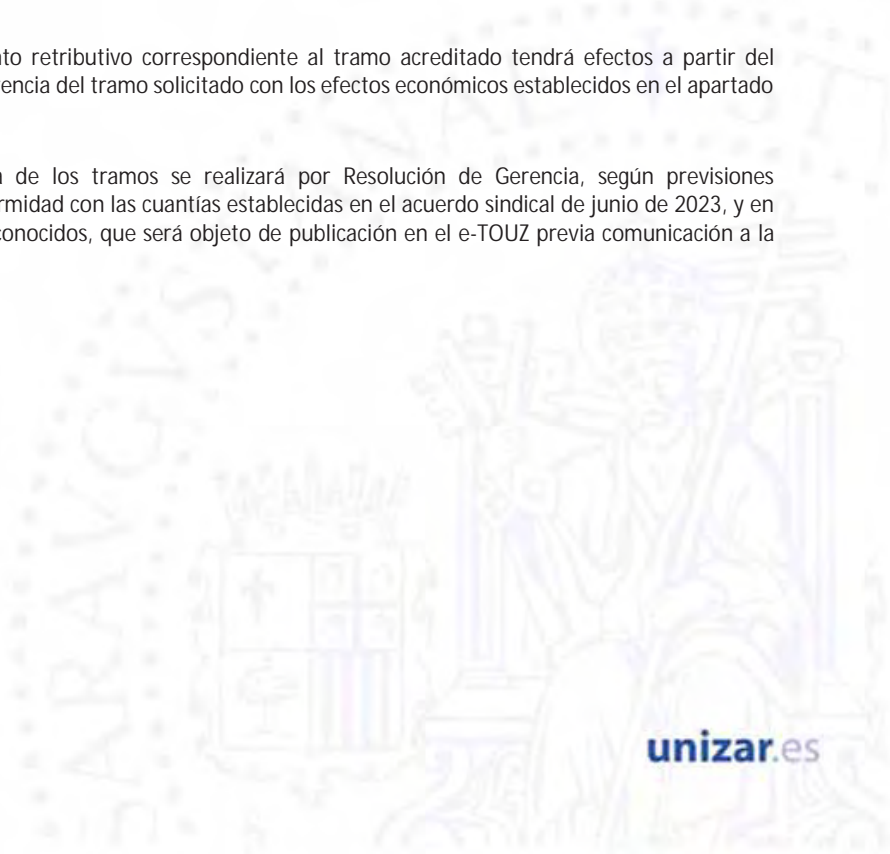 to retributivo correspondiente al tramo acreditado tendrá efectos a partir del
encia del tramo solicitado con los efectos económicos establecidos en el apartado
de los tramos se realizará por Resolución de Gerencia, según previsiones
rmidad con las cuantías establecidas en el acuerdo sindical de junio de 2023, y en
conocidos, que será objeto de publicación en el e-TOUZ previa comunicación a la
unizar.es